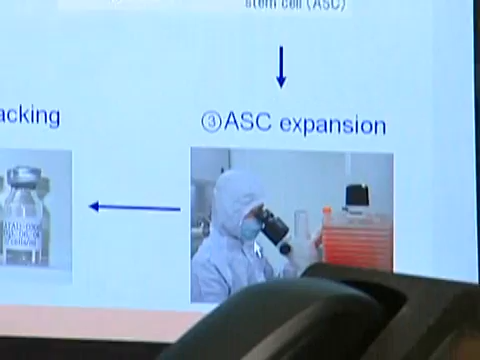 stem cell (ASC)
acking
③ASC expansion